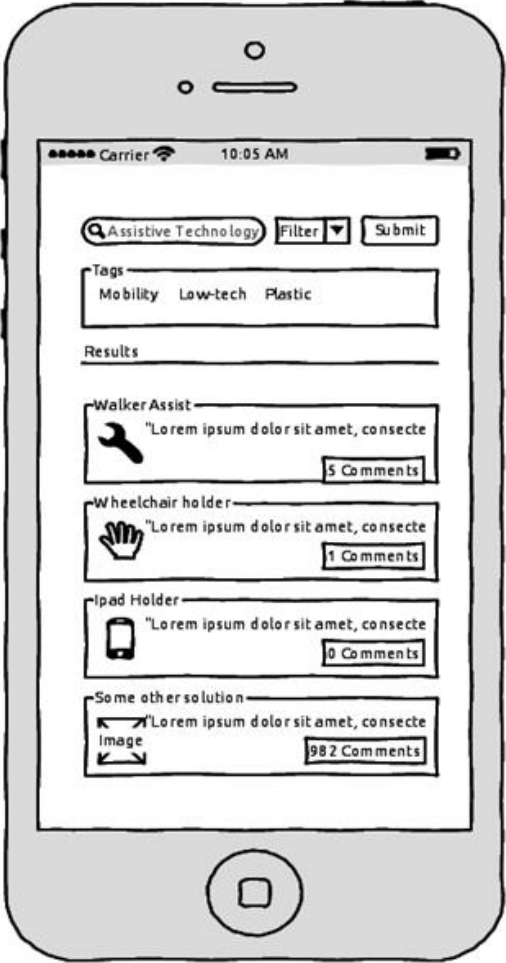 Carrier 10:05 AM
Assistive Technology Filter Submit
Tags
Mobility Low-tech Plastic
Results
Walker Assist
"Lorem ipsum dolor sit amet, consecte
5 Comments
Wheelchair holder
"Lorem ipsum dolor sit amet, consecte
1 Comments
Ipad Holder
"Lorem ipsum dolor sit amet, consecte
0 Comments
Some other solution
"Lorem ipsum dolor sit amet, consecte
Image
982 Comments